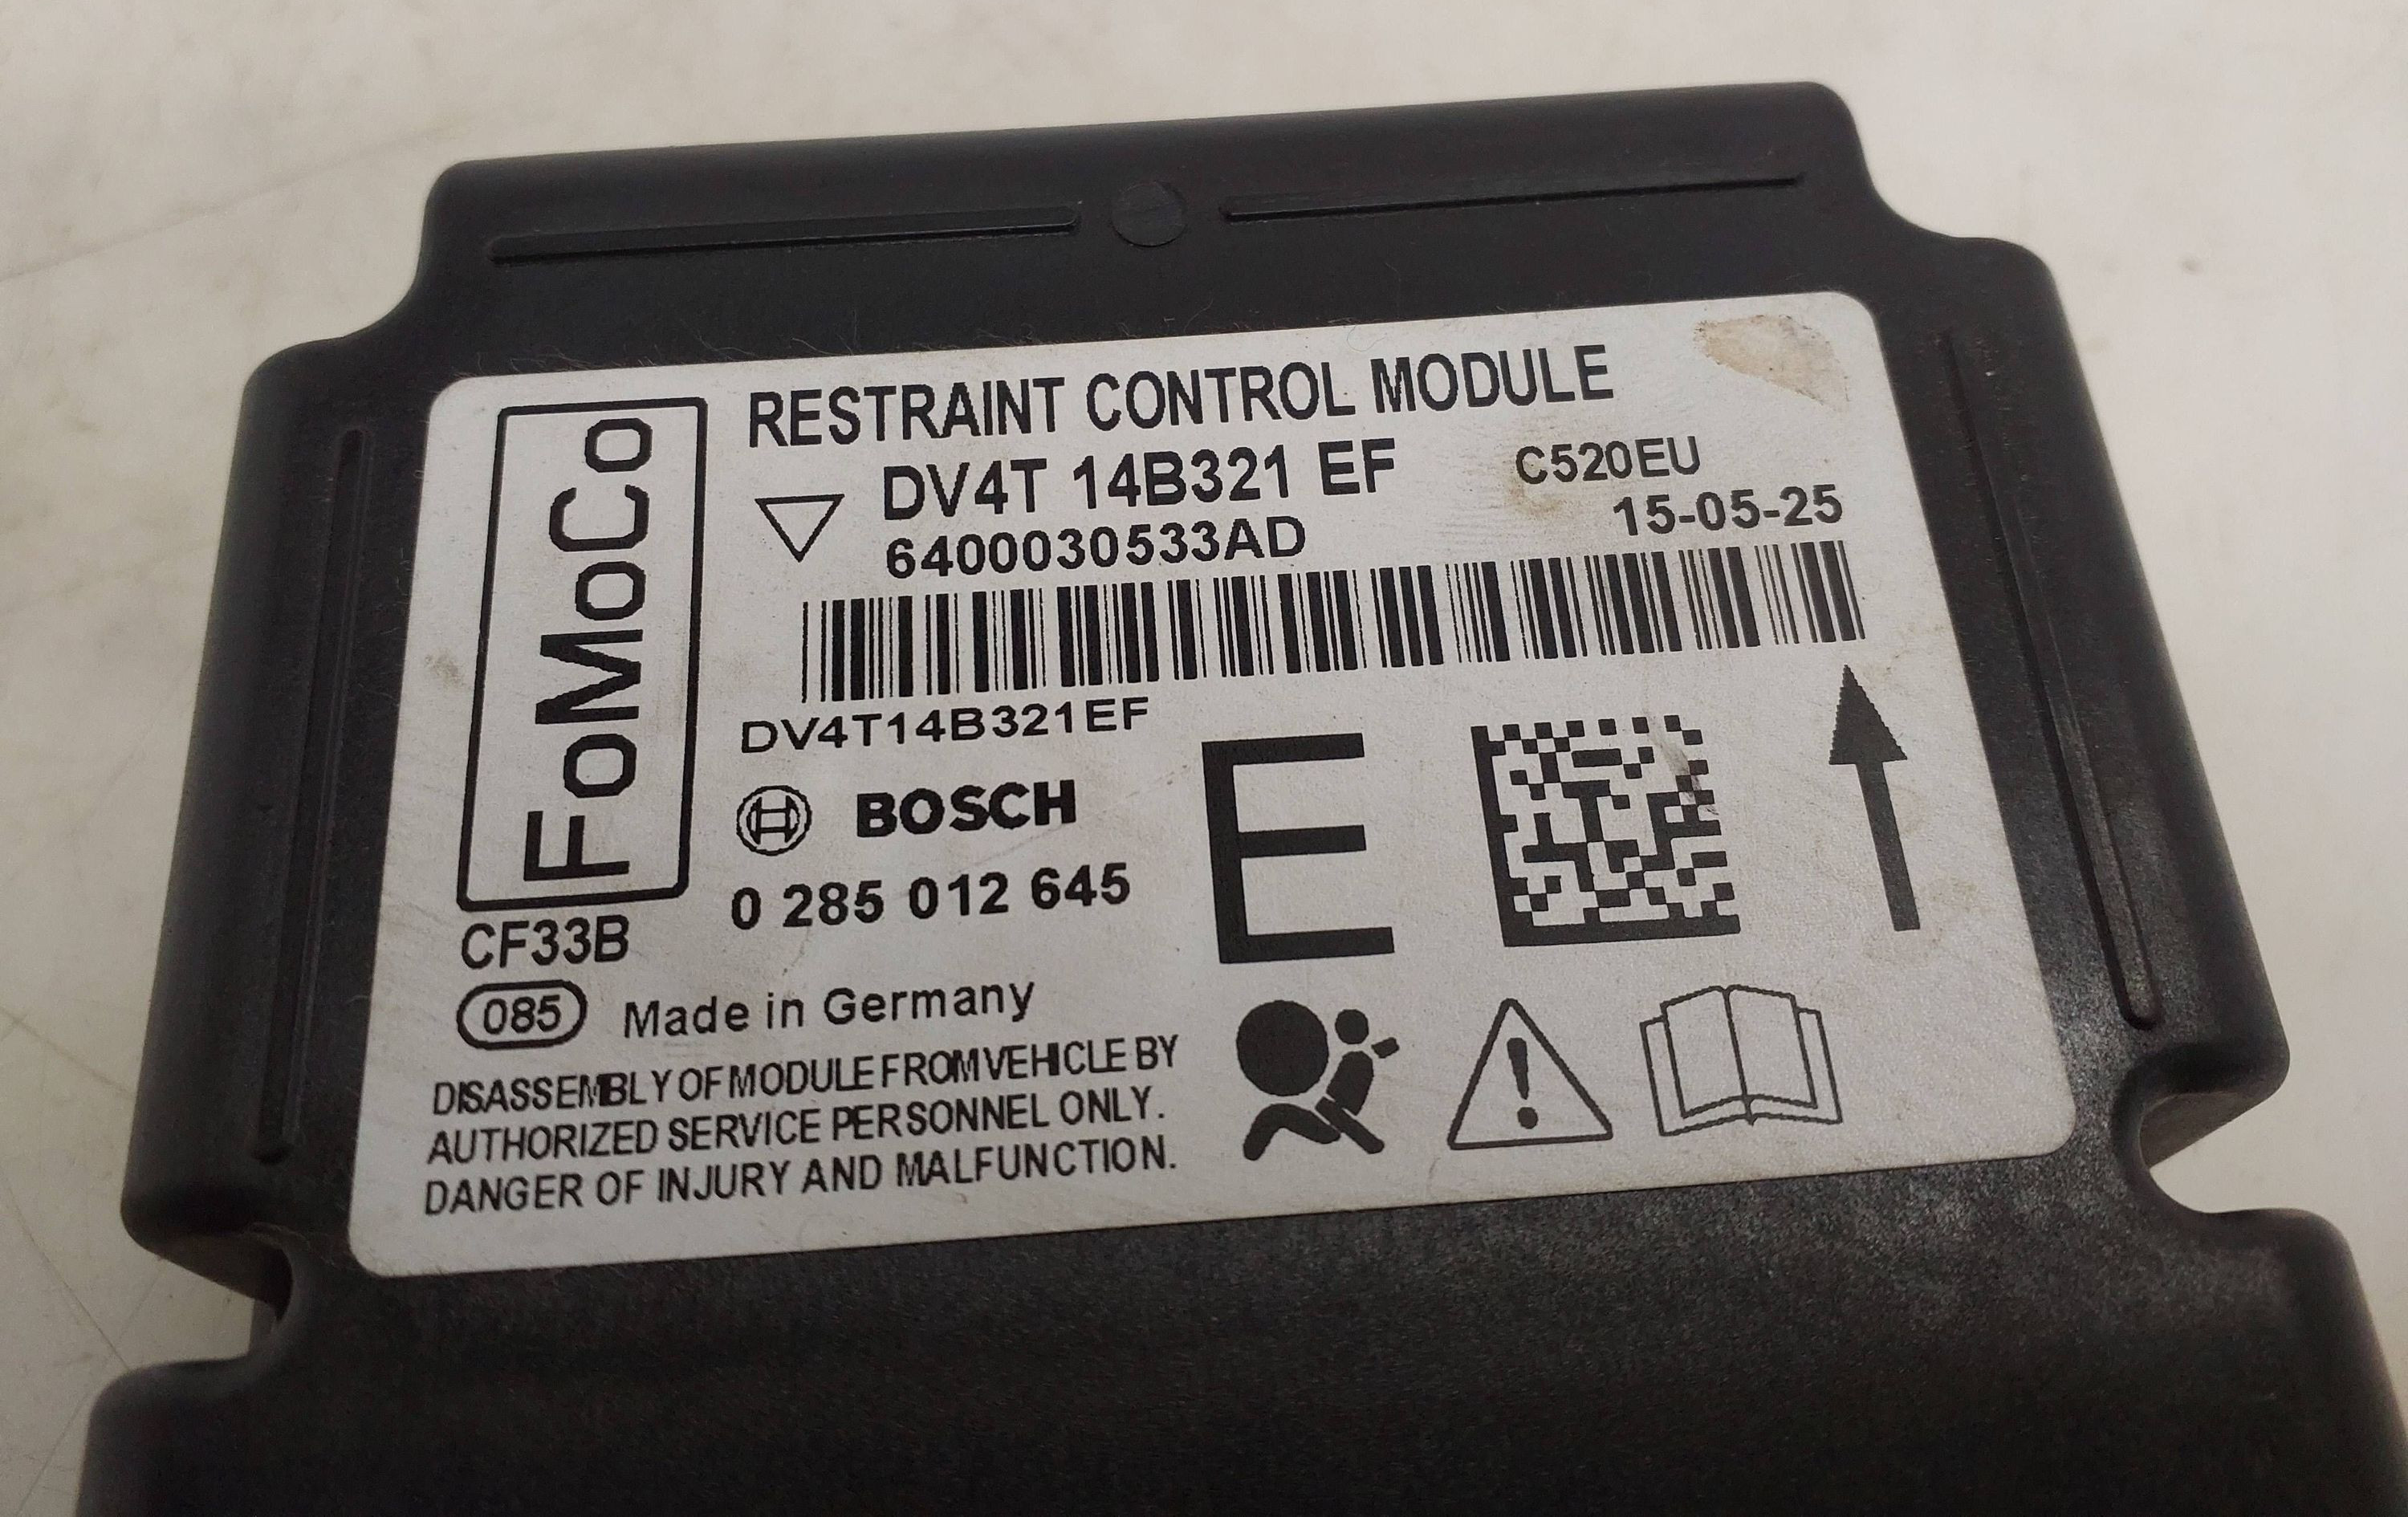 FoMoCo
RESTRAINT CONTROL MODULE
DV4T 14B321 EF
C520EU
6400030533AD
15-05-25
DV4T14B321EF
BOSCH
E
0 285 012 645
CF33B
085 Made in Germany
DISASSEMBLY OF MODULE FROM VEHICLE BY
AUTHORIZED SERVICE PERSONNEL ONLY.
DANGER OF INJURY AND MALFUNCTION.